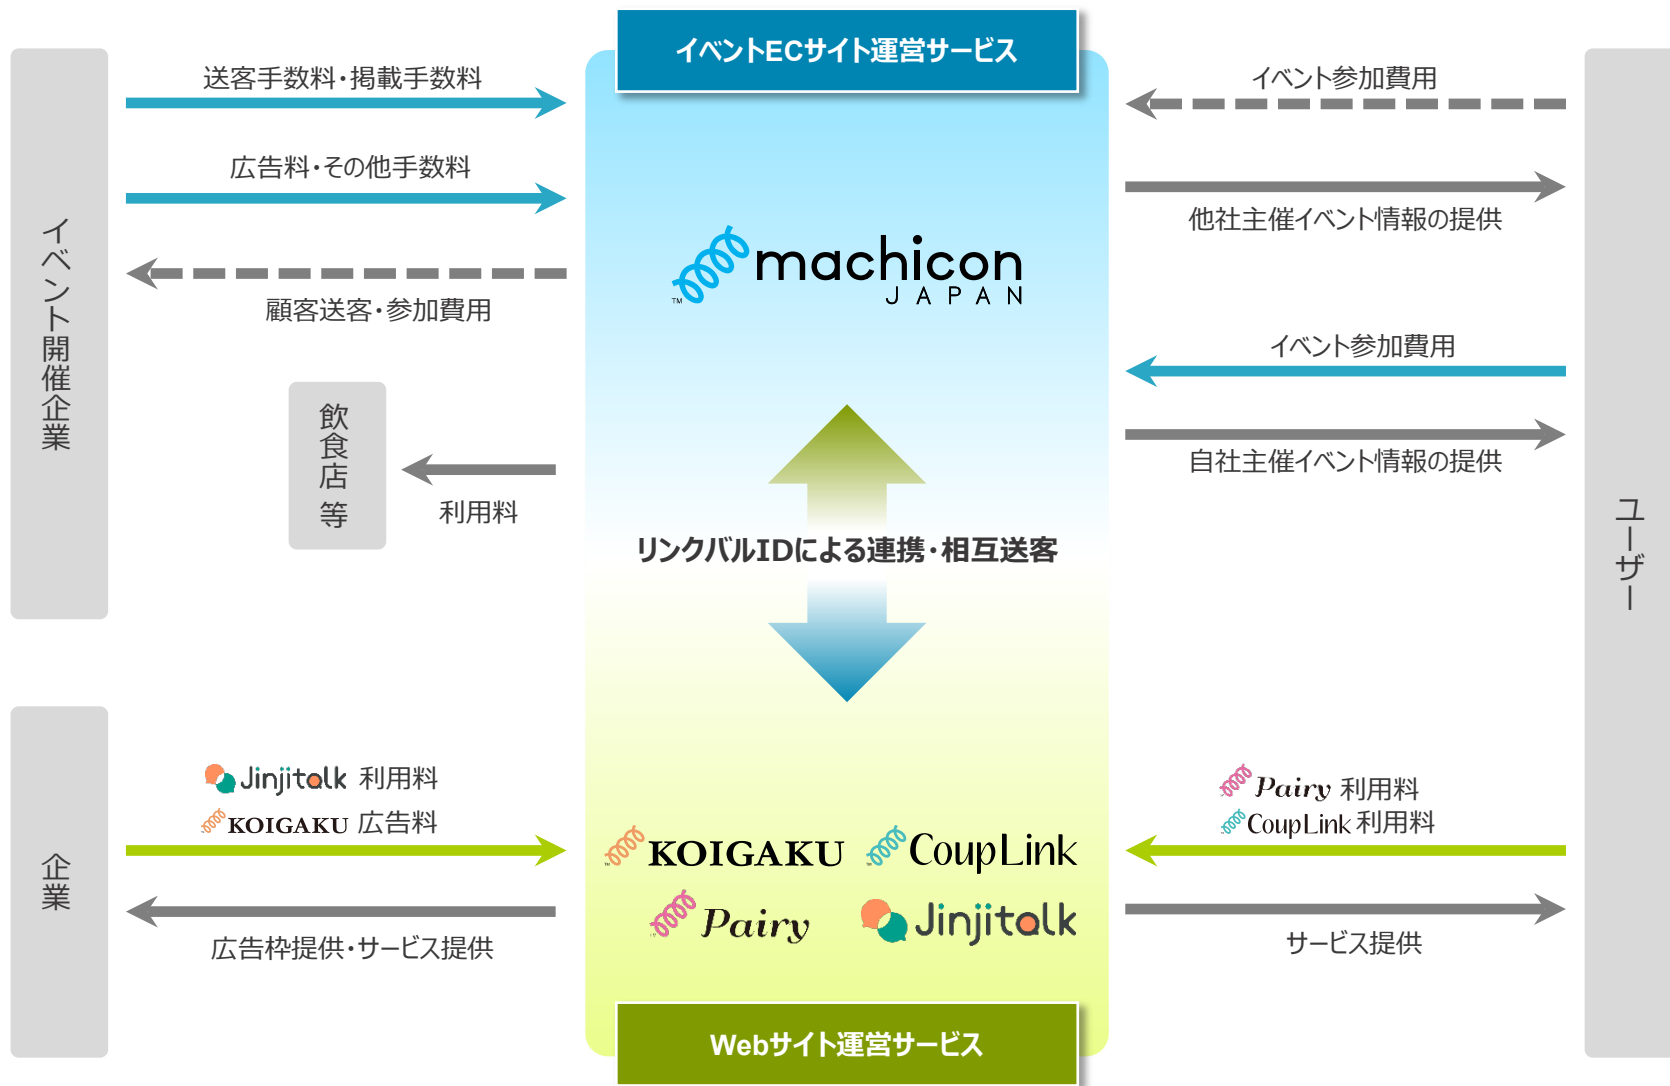 イベントECサイト運営サービス
イベント開催企業
送客手数料・掲載手数料
広告料・その他手数料
顧客送客・参加費用
飲食店 等
利用料
™
machicon
JAPAN
イベント参加費用
他社主催イベント情報の提供
イベント参加費用
自社主催イベント情報の提供
ユーザー
リンクバルIDによる連携・相互送客
企業
Jinjitalk 利用料
KOIGAKU 広告料
広告枠提供・サービス提供
KOIGAKU
CoupLink
Pairy
Jinjitalk
Pairy 利用料
CoupLink 利用料
サービス提供
Webサイト運営サービス